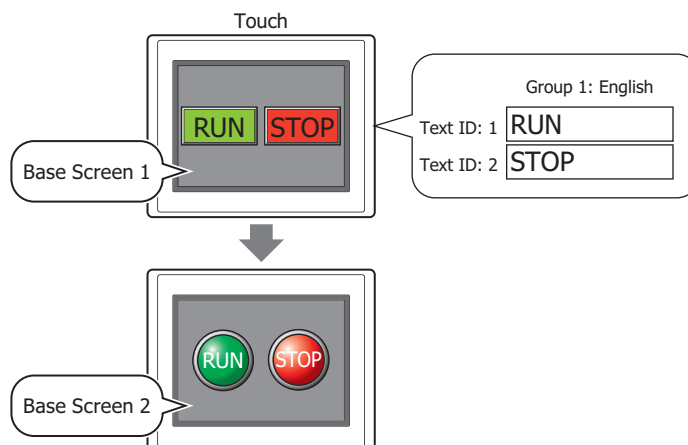 Touch
RUN STOP
Base Screen 1
Group 1: English
Text ID: 1 RUN
Text ID: 2 STOP
RUN STOP
Base Screen 2